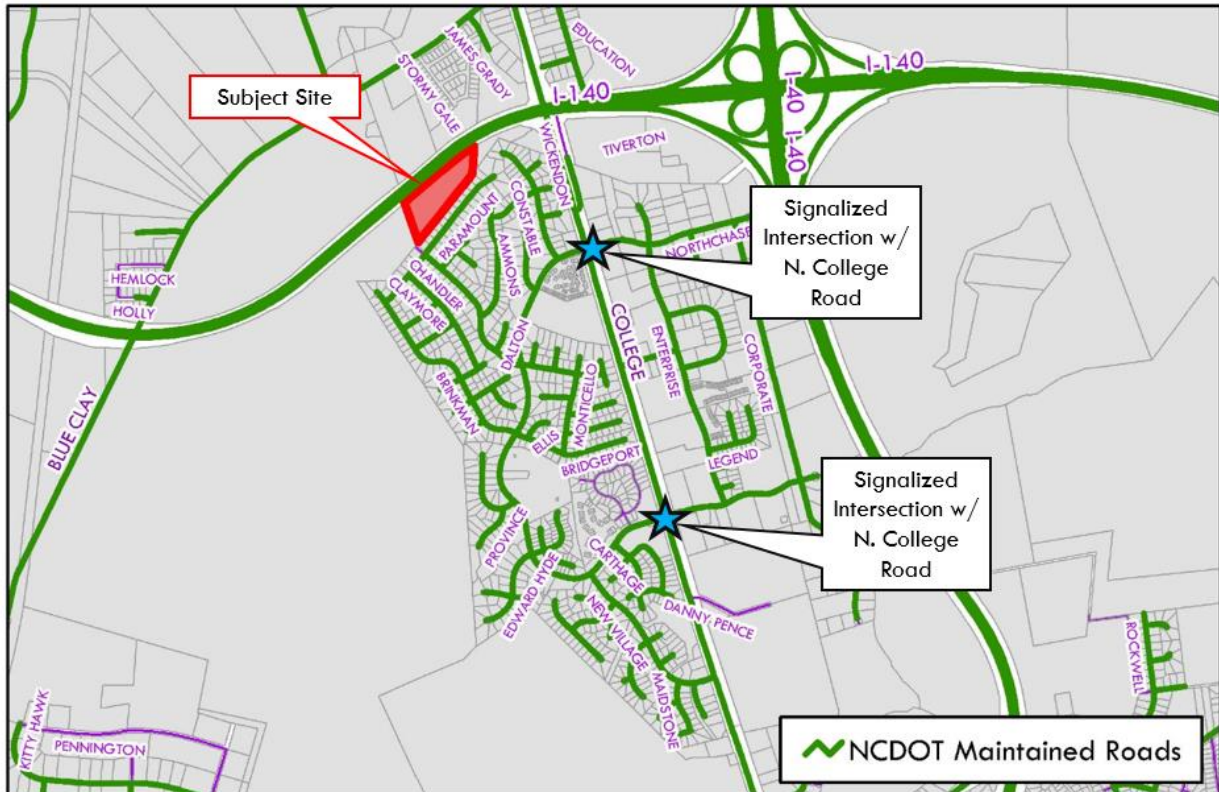 EDUCATION
JAMES GRADY
STORMY GALE
I-140
I-140
I-40
I-40
Subject Site
WICKENDON
TIVERTON
Signalized
Intersection w/
N. College
Road
CONSTABLE
PARAMOUNT
AMMONS
NORTHCHASE
HEMLOCK
HOLLY
CHANDLER
CLAYMORE
DALTON
COLLEGE
ENTERPRISE
CORPORATE
BRINKMAN
MONTICELLO
ELLIS
BLUE CLAY
BRIDGEPORT
LEGEND
Signalized
Intersection w/
N. College
Road
PROVINCE
EDWARD HYDE
CARTHAGE
DANNY PENCE
NEW VILLAGE
MAIDSTONE
ROCKWELL
KITTY HAWK
PENNINGTON
NCDOT Maintained Roads